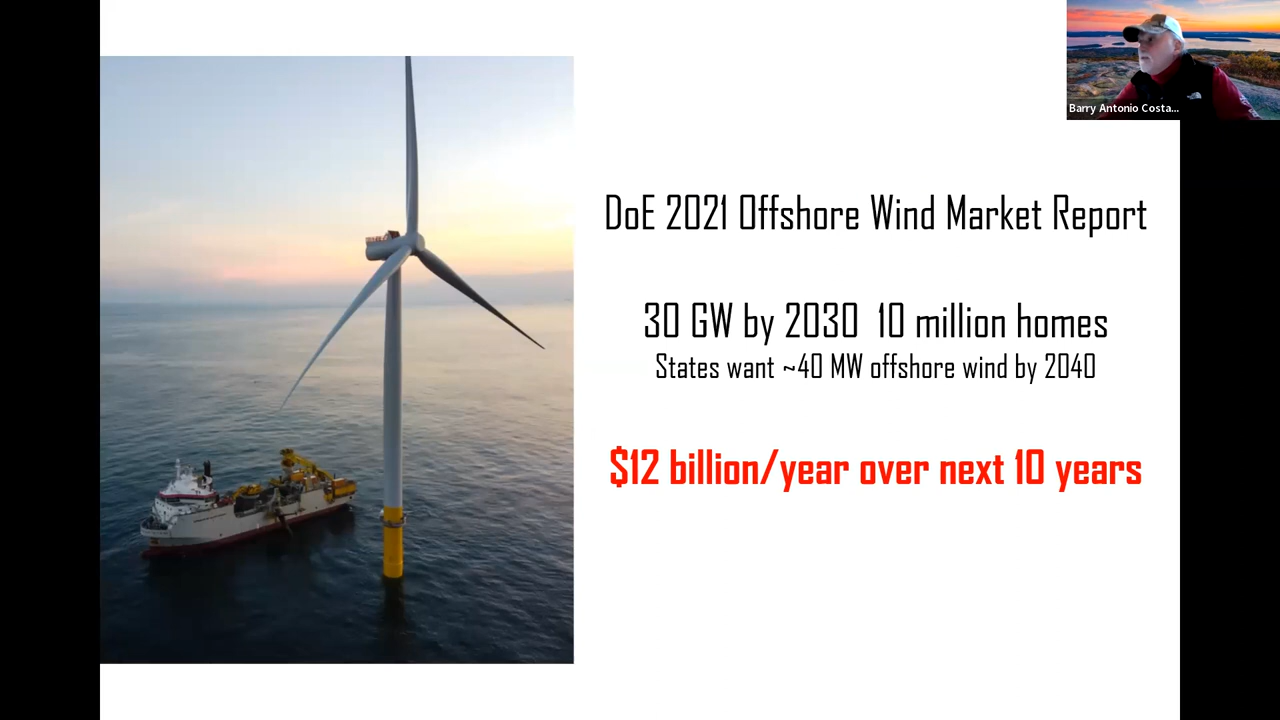 Barry Antonio Costa...
DoE 2021 Offshore Wind Market Report
30 GW by 2030 10 million homes
States want ~40 MW offshore wind by 2040
$12 billion/year over next 10 years